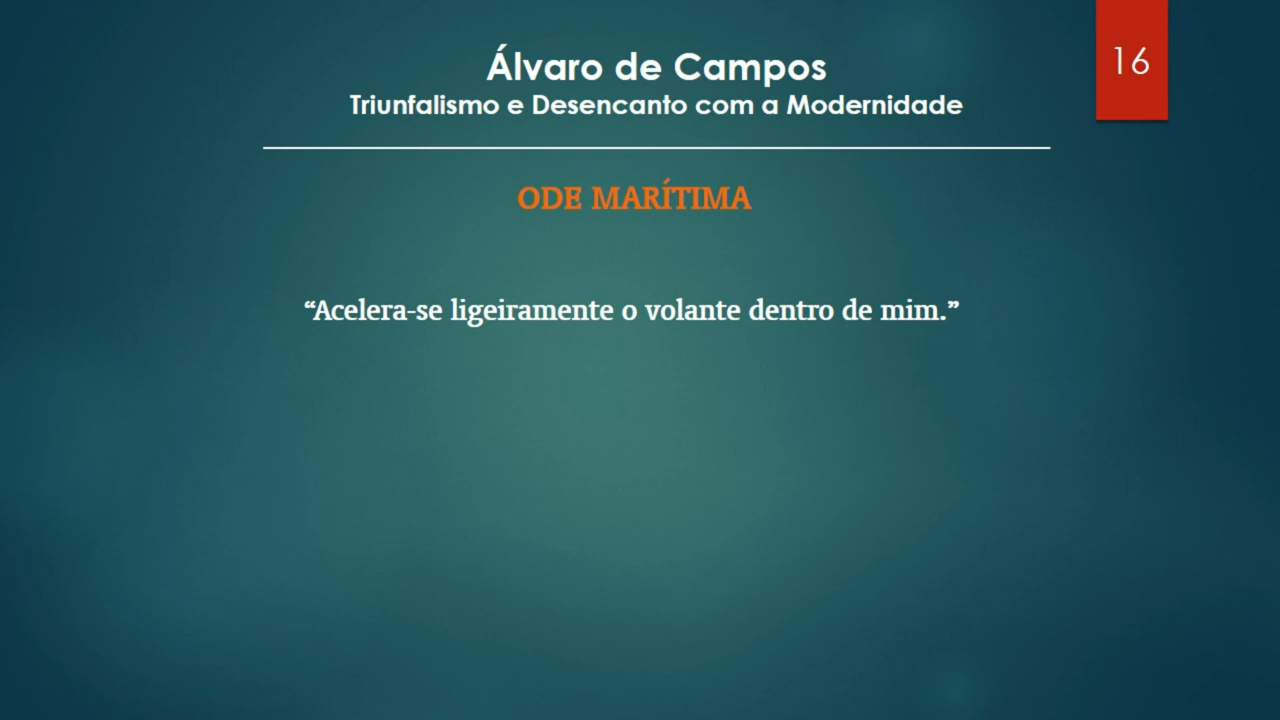 Álvaro de Campos
16
Triunfalismo e Desencanto com a Modernidade
ODE MARÍTIMA
“Acelera-se ligeiramente o volante dentro de mim.”